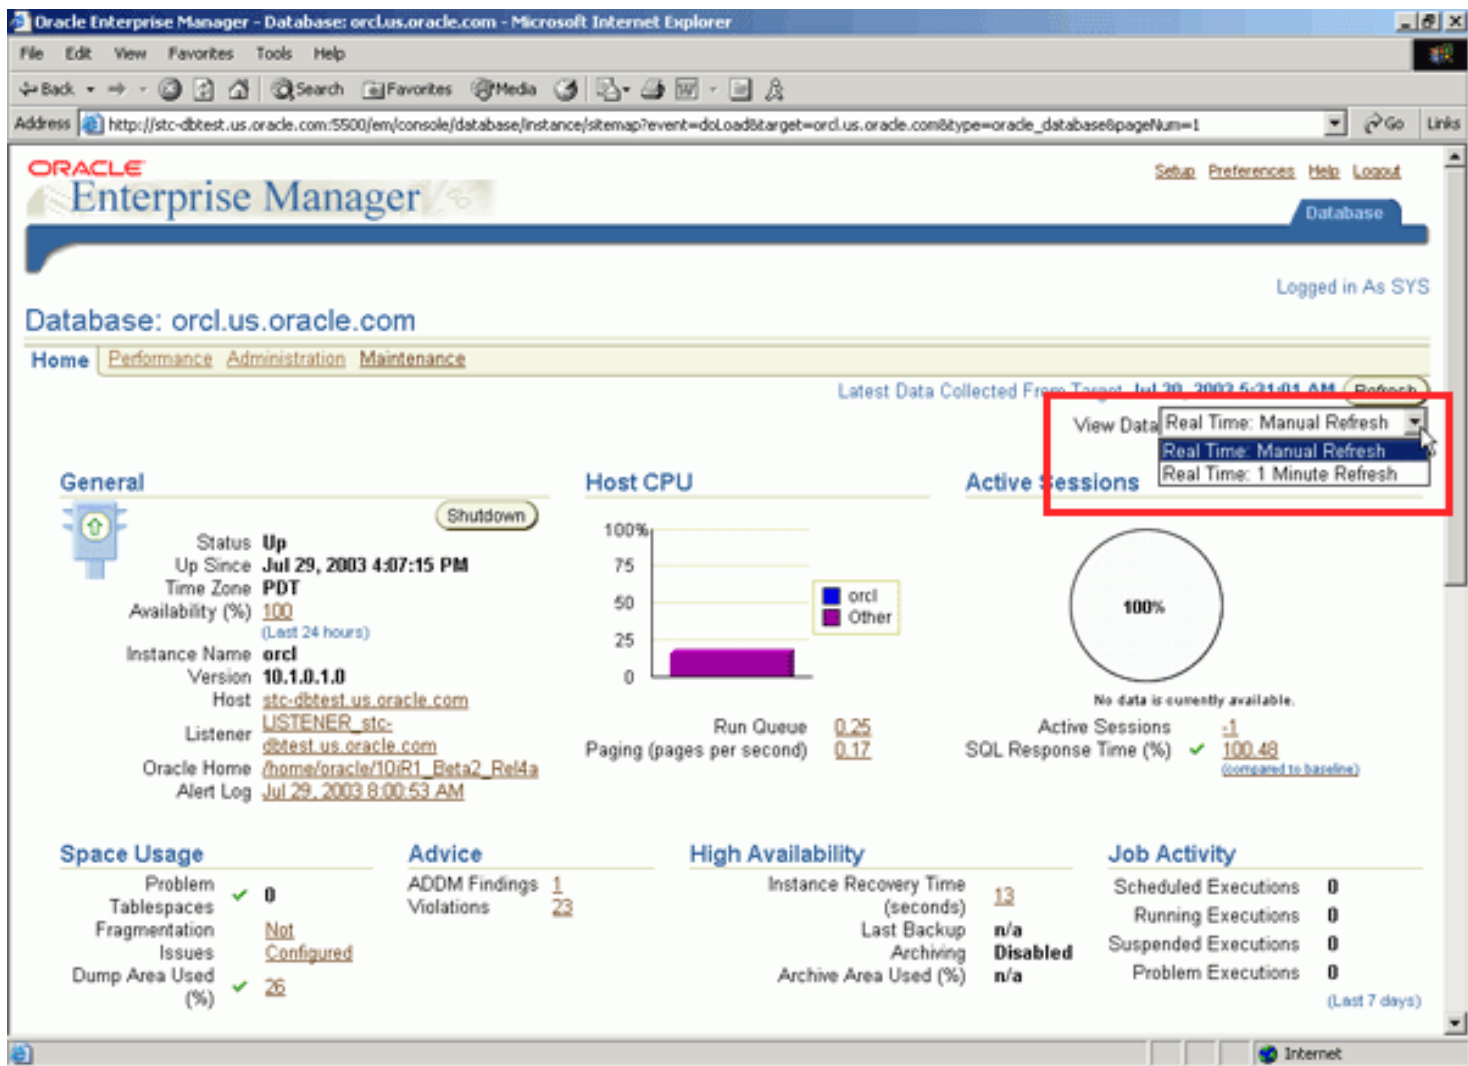 Oracle Enterprise Manager - Database: orcl.us.oracle.com - Microsoft Internet Explorer
File Edit View Favorites Tools Help
Back Search Favorites Media
Address http://stc-dbtest.us.oracle.com:5500/em/console/database/instance/sitemap?event=doLoad&target=orcl.us.oracle.com&type=oracle_database&pageNum=1 Go Links
ORACLE
Enterprise Manager
Setup Preferences Help Logout
Database
Logged in As SYS
Database: orcl.us.oracle.com
Home Performance Administration Maintenance
Latest Data Collected From Target Jul 30, 2003 5:31:01 AM Refresh
View Data Real Time: Manual Refresh
Real Time: Manual Refresh
Real Time: 1 Minute Refresh
General
Shutdown
Status Up
Up Since Jul 29, 2003 4:07:15 PM
Time Zone PDT
Availability (%) 100
(Last 24 hours)
Instance Name orcl
Version 10.1.0.1.0
Host stc-dbtest.us.oracle.com
Listener LISTENER_stc-
dbtest.us.oracle.com
Oracle Home /home/oracle/10iR1_Beta2_Rel4a
Alert Log Jul 29, 2003 8:00:53 AM
Host CPU
100%
75
50
25
0
orcl
Other
Run Queue 0.25
Paging (pages per second) 0.17
Active Sessions
100%
No data is currently available.
Active Sessions -1
SQL Response Time (%) 100.48
(compared to baseline)
Space Usage
Problem
Tablespaces 0
Fragmentation Not
Issues Configured
Dump Area Used
(%) 26
Advice
ADDM Findings 1
Violations 23
High Availability
Instance Recovery Time
(seconds) 13
Last Backup n/a
Archiving Disabled
Archive Area Used (%) n/a
Job Activity
Scheduled Executions 0
Running Executions 0
Suspended Executions 0
Problem Executions 0
(Last 7 days)
Internet